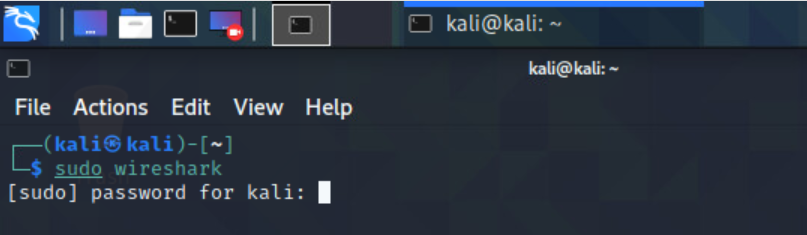 kali@kali: ~
kali@kali: ~
File Actions Edit View Help
┌──(kali㉿kali)-[~]
└─$ sudo wireshark
[sudo] password for kali: